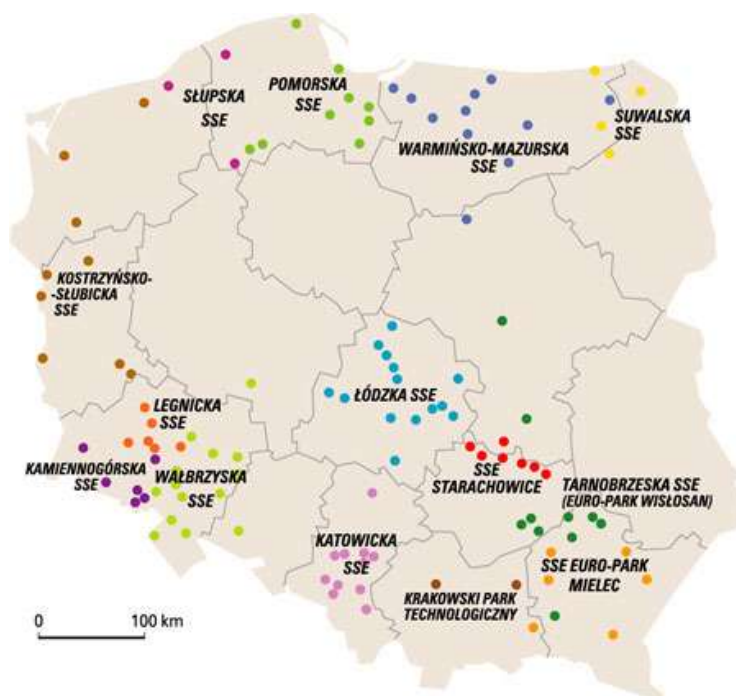 SŁUPSKA
SSE
POMORSKA
SSE
WARMIŃSKO-MAZURSKA
SSE
SUWALSKA
SSE
KOSTRZYŃSKO-
-SŁUBICKA
SSE
LEGNICKA
SSE
ŁÓDZKA SSE
KAMIENNOGÓRSKA
SSE
WAŁBRZYSKA
SSE
SSE
STARACHOWICE
TARNOBRZESKA SSE
(EURO-PARK WISŁOSAN)
KATOWICKA
SSE
SSE EURO-PARK
MIELEC
KRAKOWSKI PARK
TECHNOLOGICZNY
0 100 km